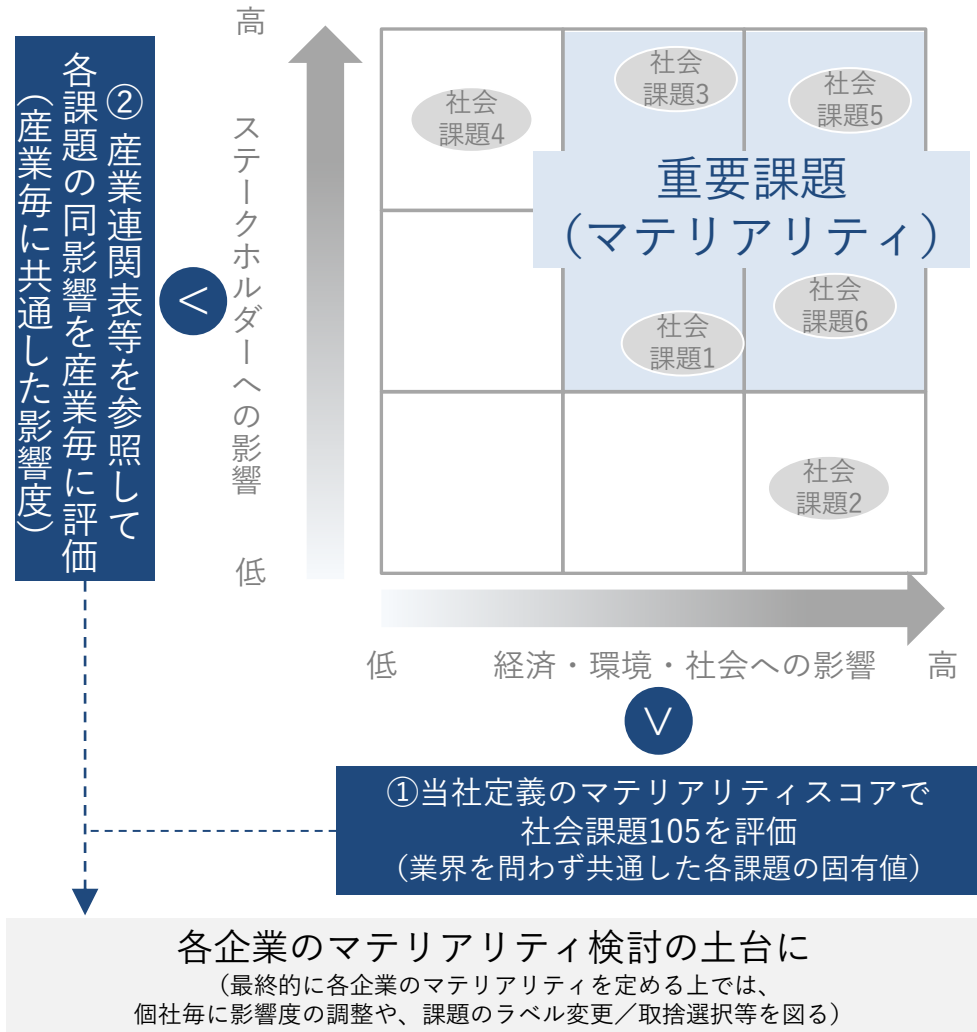 ② 産業連関表等を参照して
各課題の同影響を産業毎に評価
（産業毎に共通した影響度）
＜
高
ステークホルダーへの影響
低
社会
課題4
社会
課題3
社会
課題5
重要課題
（マテリアリティ）
社会
課題1
社会
課題6
社会
課題2
低
経済・環境・社会への影響
高
＜
①当社定義のマテリアリティスコアで
社会課題105を評価
（業界を問わず共通した各課題の固有値）
各企業のマテリアリティ検討の土台に
（最終的に各企業のマテリアリティを定める上では、
個社毎に影響度の調整や、課題のラベル変更／取捨選択等を図る）